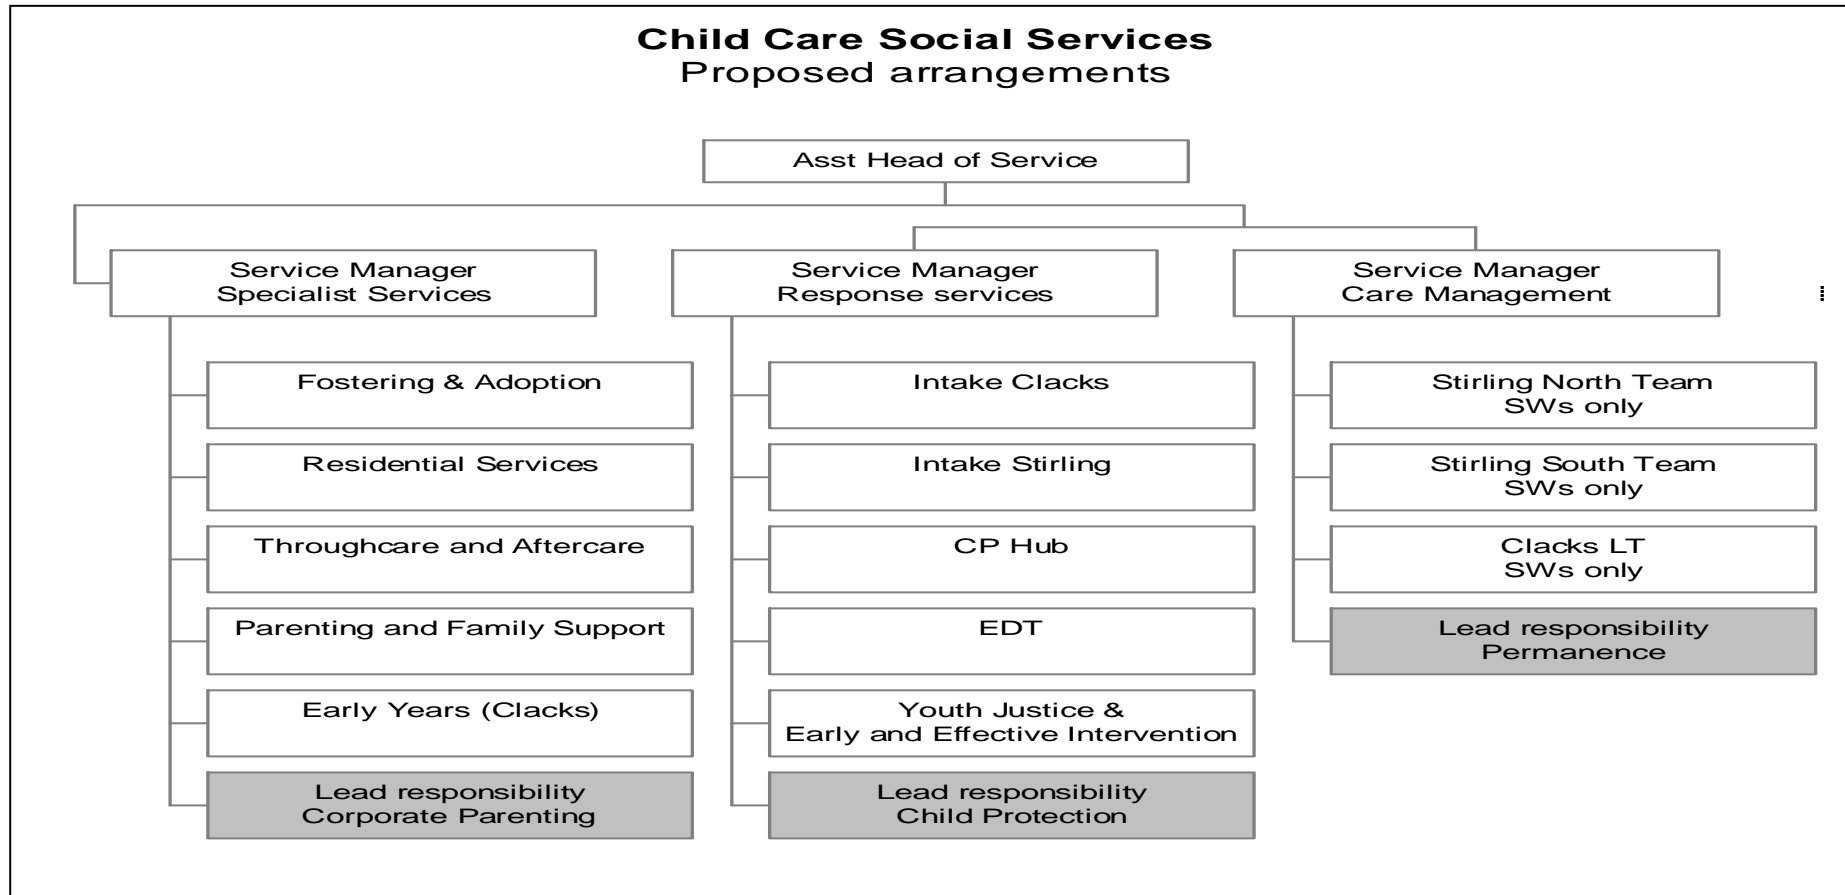 Child Care Social Services
Proposed arrangements
Asst Head of Service
Service Manager
Specialist Services
Fostering & Adoption
Residential Services
Throughcare and Aftercare
Parenting and Family Support
Early Years (Clacks)
Lead responsibility
Corporate Parenting
Service Manager
Response services
Intake Clacks
Intake Stirling
CP Hub
EDT
Youth Justice &
Early and Effective Intervention
Lead responsibility
Child Protection
Service Manager
Care Management
Stirling North Team
SWs only
Stirling South Team
SWs only
Clacks LT
SWs only
Lead responsibility
Permanence